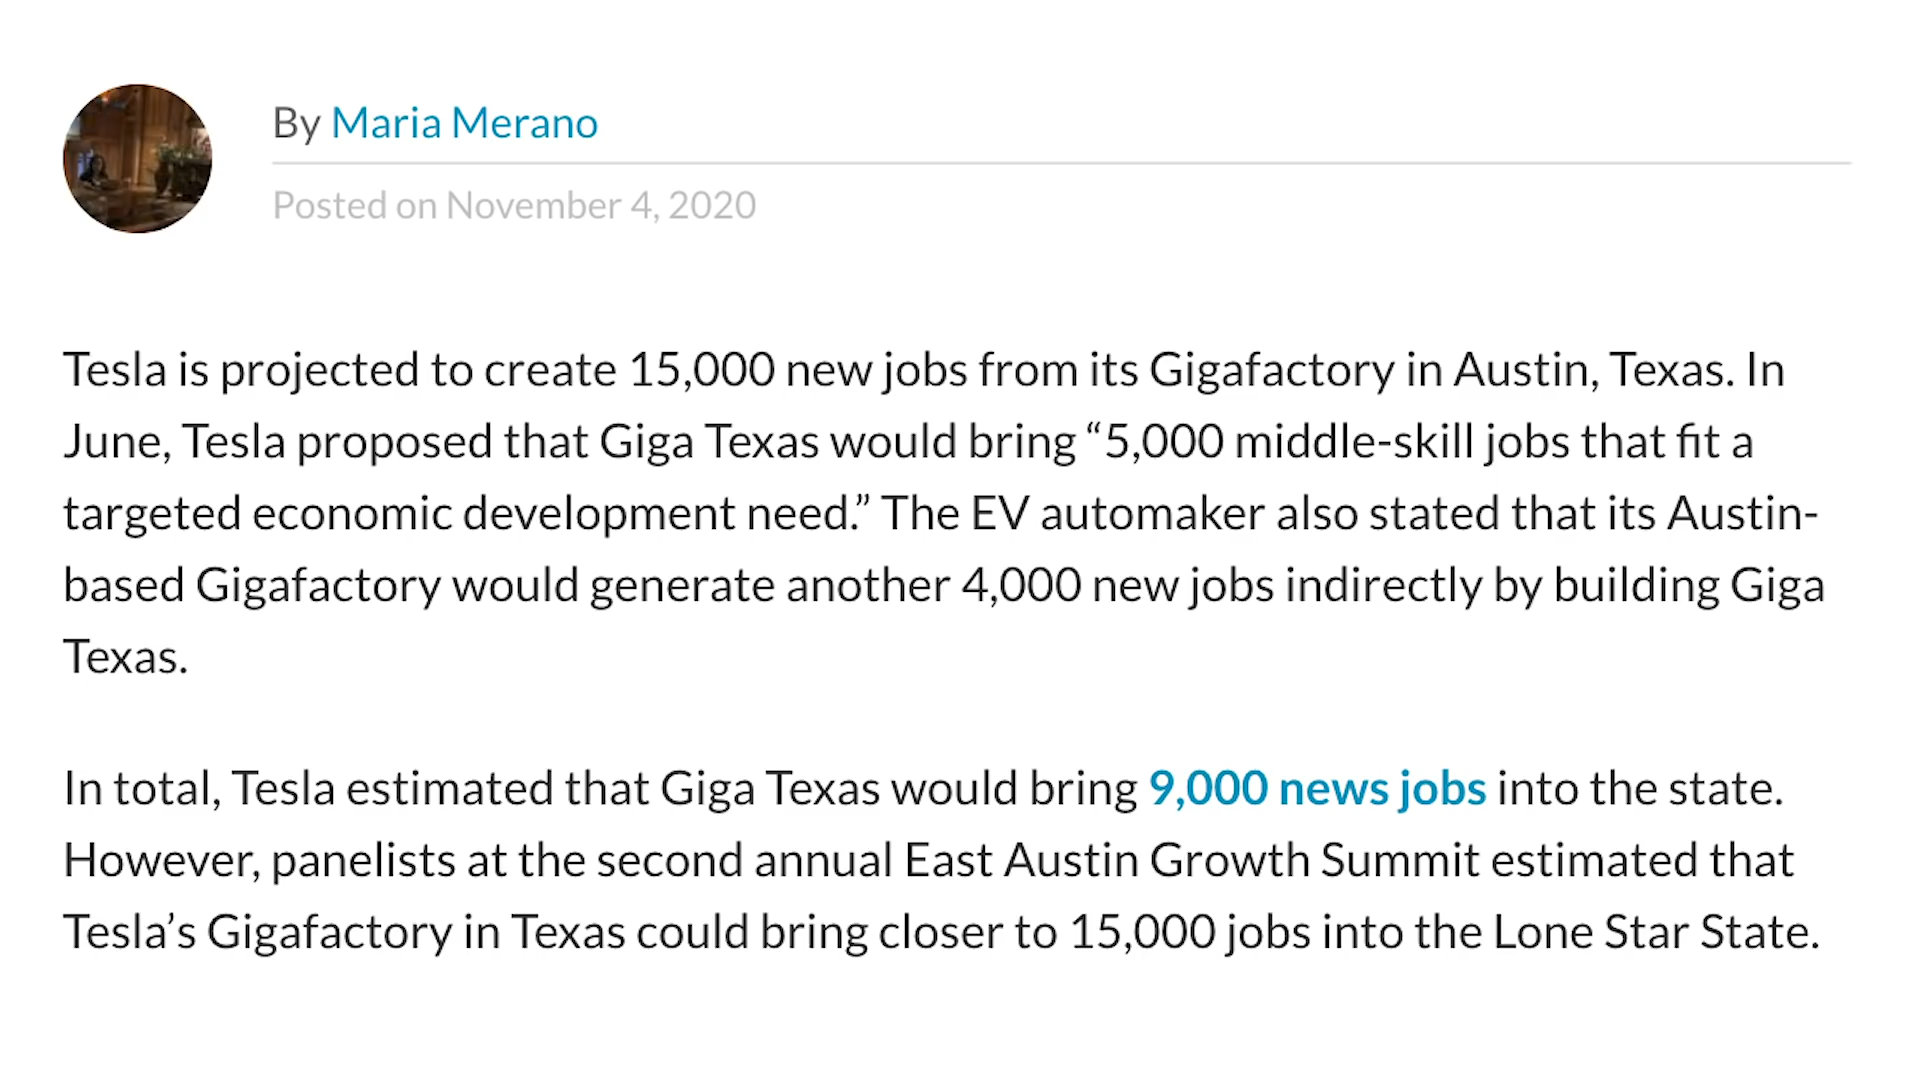 By Maria Merano
Posted on November 4, 2020
Tesla is projected to create 15,000 new jobs from its Gigafactory in Austin, Texas. In
June, Tesla proposed that Giga Texas would bring “5,000 middle-skill jobs that fit a
targeted economic development need.” The EV automaker also stated that its Austin-
based Gigafactory would generate another 4,000 new jobs indirectly by building Giga
Texas.
In total, Tesla estimated that Giga Texas would bring 9,000 news jobs into the state.
However, panelists at the second annual East Austin Growth Summit estimated that
Tesla’s Gigafactory in Texas could bring closer to 15,000 jobs into the Lone Star State.